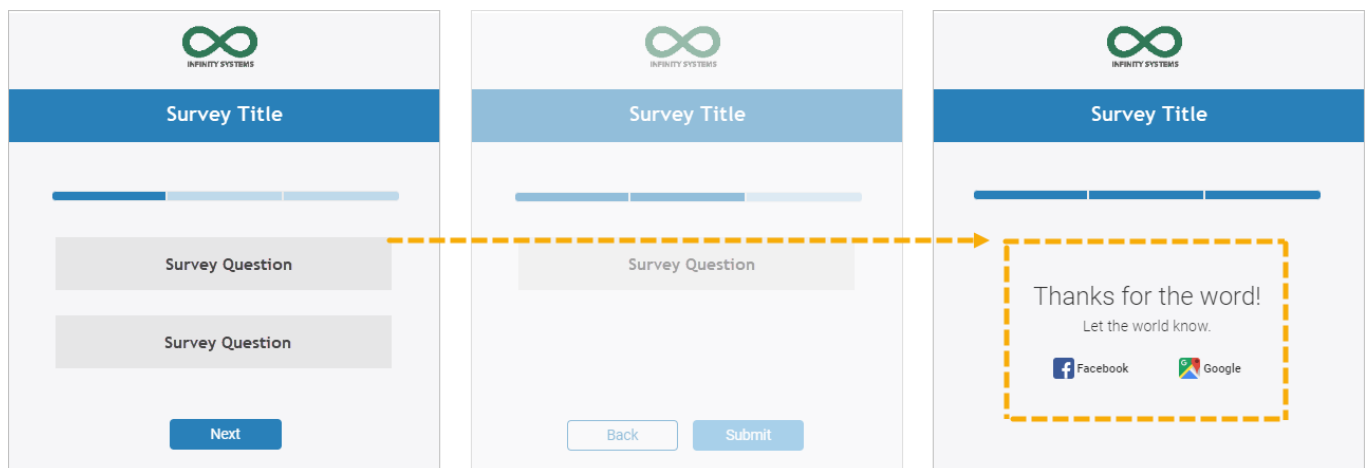 INFINITY SYSTEMS
Survey Title
Survey Question
Survey Question
Next
INFINITY SYSTEMS
Survey Title
Survey Question
Back
Submit
INFINITY SYSTEMS
Survey Title
Thanks for the word!
Let the world know.
Facebook
Google